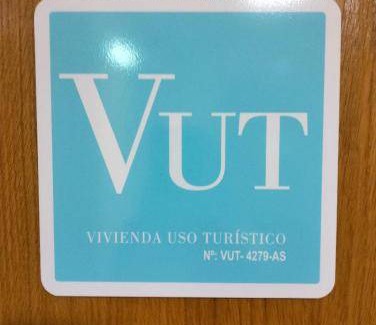 VUT
VIVIENDA USO TURÍSTICO
Nº: VUT- 4279-AS